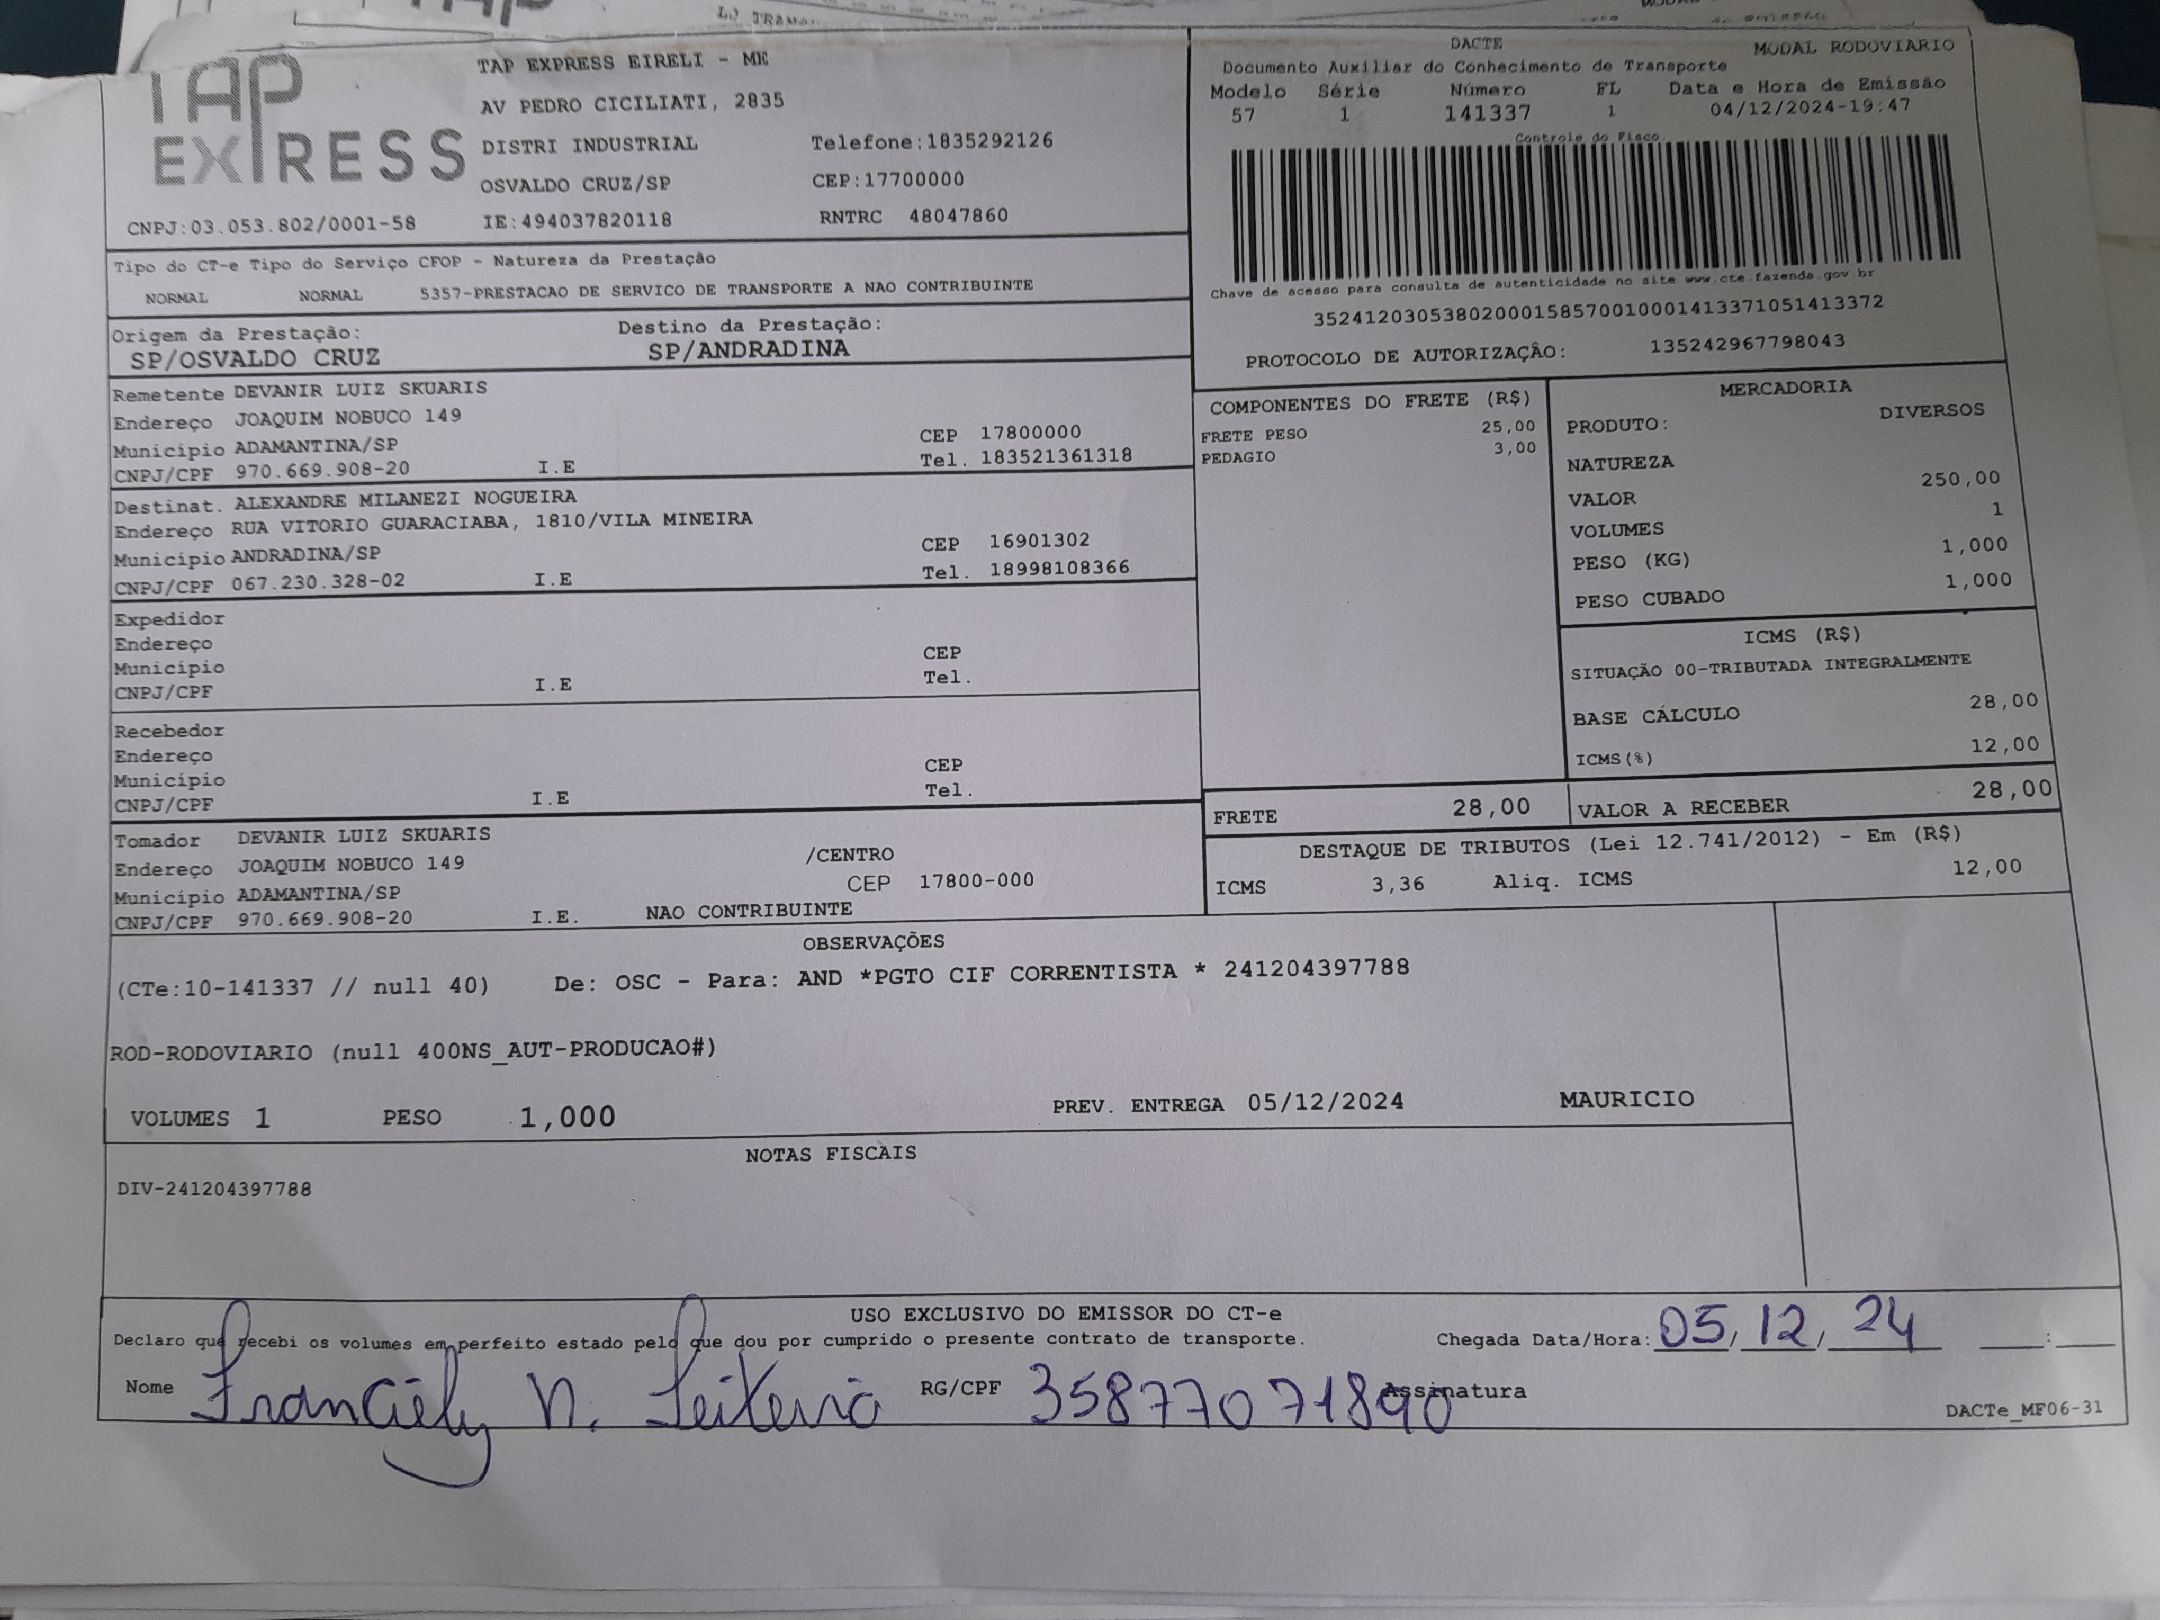 TAP
EXPRESS
TAP EXPRESS EIRELI - ME
AV PEDRO CICILIATI, 2835
DISTRI INDUSTRIAL Telefone:1835292126
OSVALDO CRUZ/SP CEP:17700000
CNPJ:03.053.802/0001-58 IE:494037820118 RNTRC 48047860
DACTE MODAL RODOVIARIO
Documento Auxiliar do Conhecimento de Transporte
Modelo Série Número FL Data e Hora de Emissão
57 1 141337 1 04/12/2024-19:47
Controle do Fisco
Chave de acesso para consulta de autenticidade no site www.cte.fazenda.gov.br
35241203053802000158570010001413371051413372
PROTOCOLO DE AUTORIZAÇÂO: 135242967798043
Tipo do CT-e Tipo do Serviço CFOP - Natureza da Prestação
NORMAL NORMAL 5357-PRESTACAO DE SERVICO DE TRANSPORTE A NAO CONTRIBUINTE
Origem da Prestação: Destino da Prestação:
SP/OSVALDO CRUZ SP/ANDRADINA
Remetente DEVANIR LUIZ SKUARIS
Endereço JOAQUIM NOBUCO 149
Município ADAMANTINA/SP CEP 17800000
CNPJ/CPF 970.669.908-20 I.E Tel. 183521361318
Destinat. ALEXANDRE MILANEZI NOGUEIRA
Endereço RUA VITORIO GUARACIABA, 1810/VILA MINEIRA
Município ANDRADINA/SP CEP 16901302
CNPJ/CPF 067.230.328-02 I.E Tel. 18998108366
Expedidor
Endereço
Município CEP
CNPJ/CPF I.E Tel.
Recebedor
Endereço
Município CEP
CNPJ/CPF I.E Tel.
Tomador DEVANIR LUIZ SKUARIS
Endereço JOAQUIM NOBUCO 149 /CENTRO
Município ADAMANTINA/SP CEP 17800-000
CNPJ/CPF 970.669.908-20 I.E. NAO CONTRIBUINTE
COMPONENTES DO FRETE (R$)
FRETE PESO 25,00
PEDAGIO 3,00
MERCADORIA
PRODUTO: DIVERSOS
NATUREZA
VALOR 250,00
VOLUMES 1
PESO (KG) 1,000
PESO CUBADO 1,000
ICMS (R$)
SITUAÇÃO 00-TRIBUTADA INTEGRALMENTE
BASE CÁLCULO 28,00
ICMS(%) 12,00
FRETE 28,00 VALOR A RECEBER 28,00
DESTAQUE DE TRIBUTOS (Lei 12.741/2012) - Em (R$)
ICMS 3,36 Aliq. ICMS 12,00
OBSERVAÇÕES
(CTe:10-141337 // null 40) De: OSC - Para: AND *PGTO CIF CORRENTISTA * 241204397788
ROD-RODOVIARIO (null 400NS_AUT-PRODUCAO#)
VOLUMES 1 PESO 1,000 PREV. ENTREGA 05/12/2024 MAURICIO
NOTAS FISCAIS
DIV-241204397788
USO EXCLUSIVO DO EMISSOR DO CT-e
Declaro que recebi os volumes em perfeito estado pelo que dou por cumprido o presente contrato de transporte. Chegada Data/Hora: 05/12/24 :
Nome Franciely N. RG/CPF 35877071890 Assinatura
DACTe_MF06-31